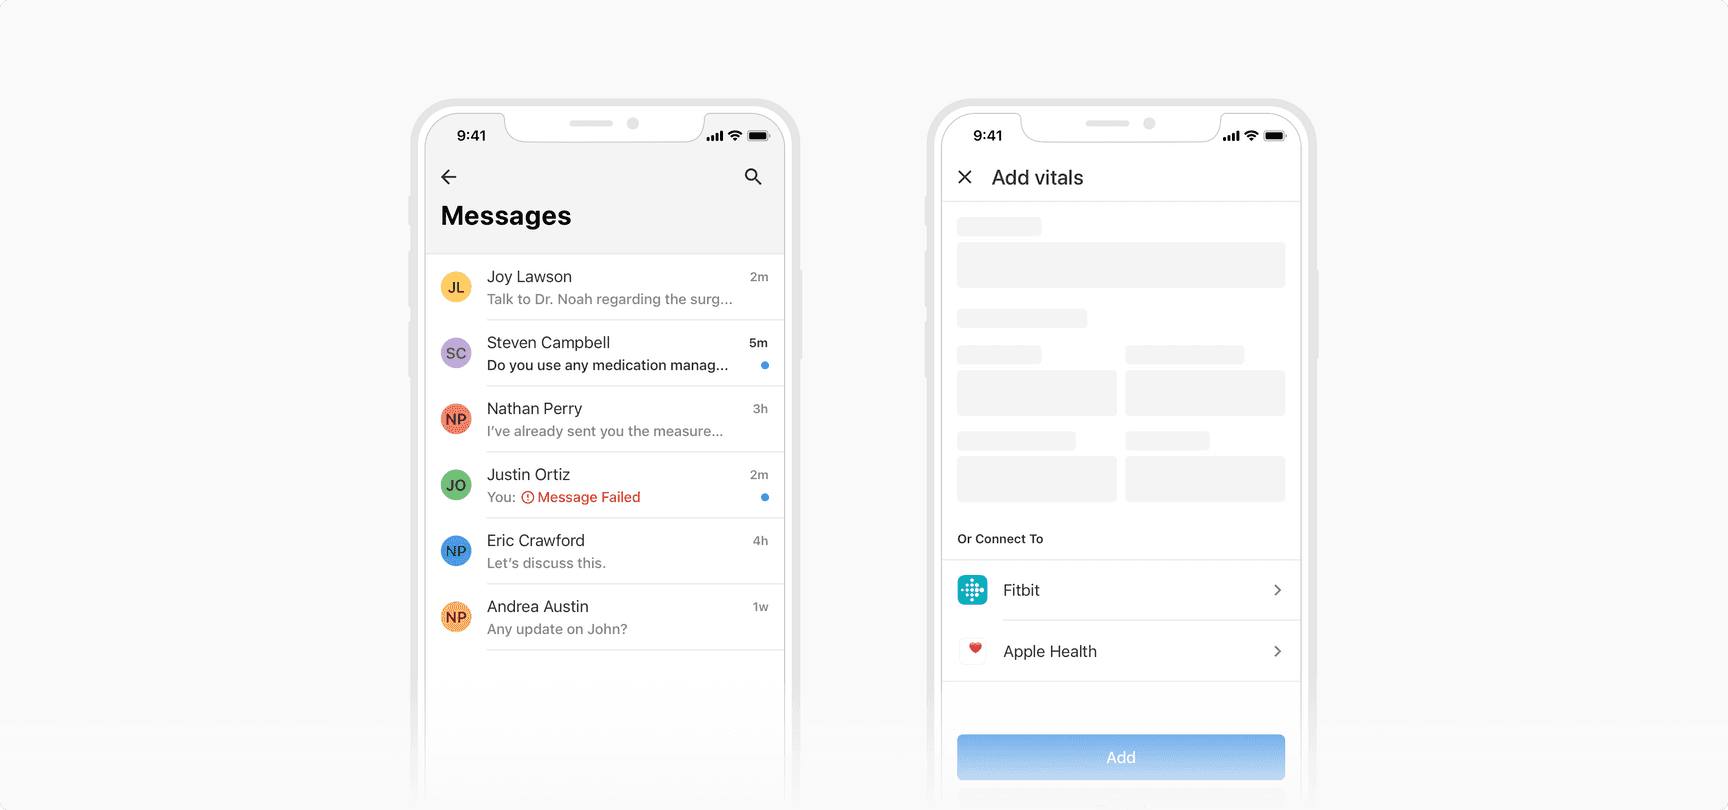 9:41
Messages
JL
Joy Lawson
2m
Talk to Dr. Noah regarding the surg...
SC
Steven Campbell
5m
Do you use any medication manag...
NP
Nathan Perry
3h
I've already sent you the measure...
JO
Justin Ortiz
2m
You: Message Failed
NP
Eric Crawford
4h
Let's discuss this.
NP
Andrea Austin
1w
Any update on John?
9:41
Add vitals
Or Connect To
Fitbit
Apple Health
Add